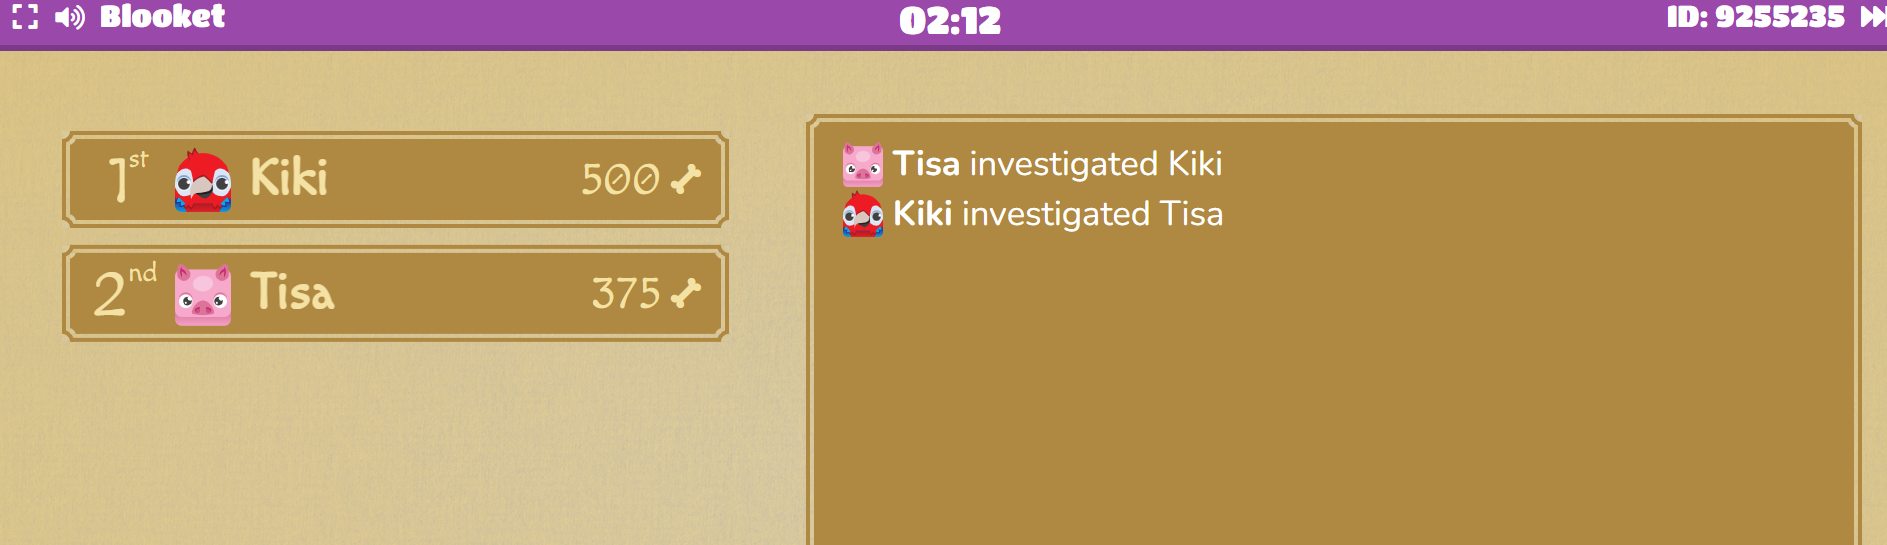 Blooket
02:12
ID: 9255235
1st Kiki 500
2nd Tisa 375
Tisa investigated Kiki
Kiki investigated Tisa